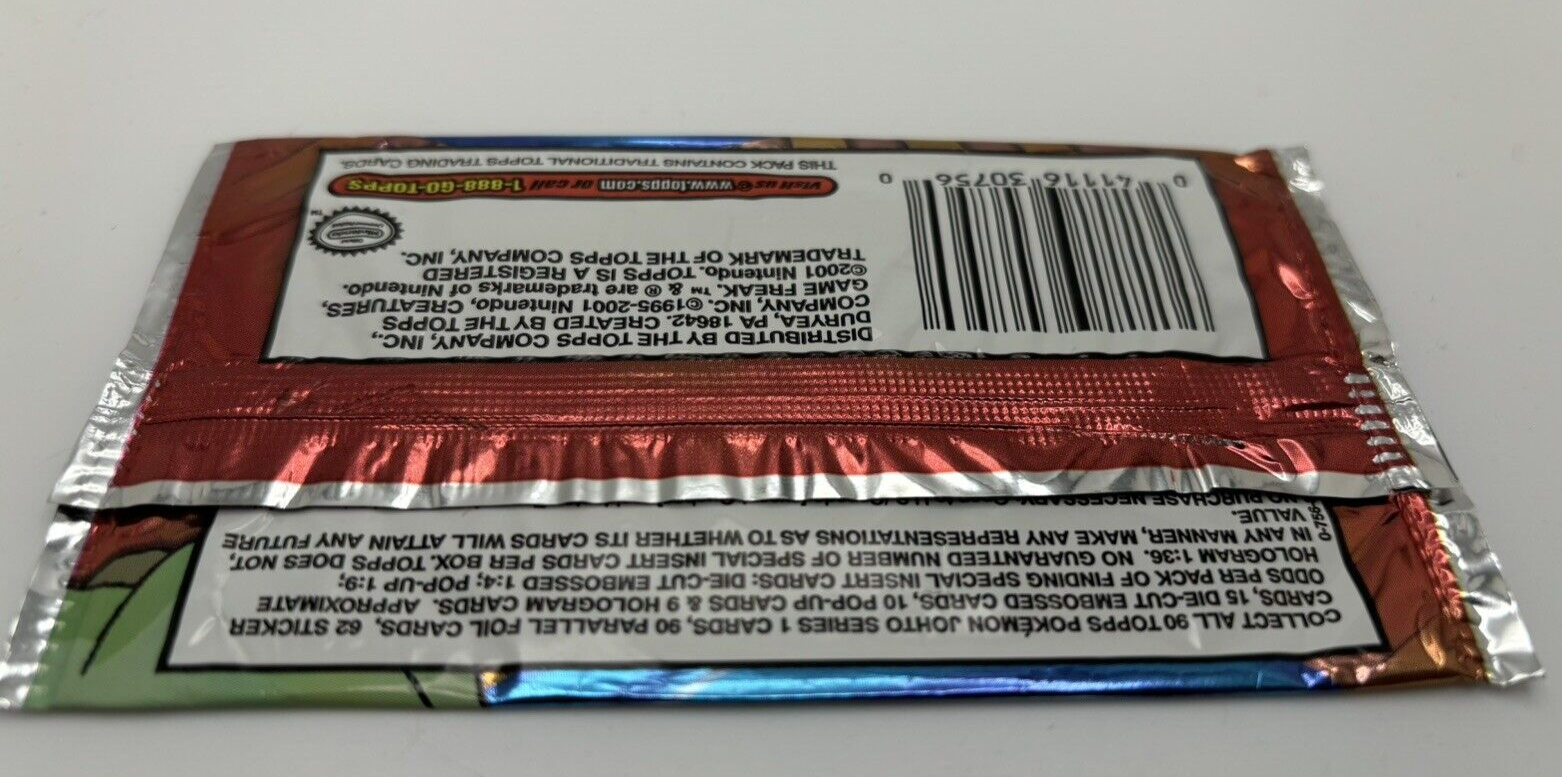 COLLECT ALL 90 TOPPS POKÉMON JOHTO SERIES 1 CARDS, 90 PARALLEL FOIL CARDS, 62 STICKER
CARDS, 15 DIE-CUT EMBOSSED CARDS, 10 POP-UP CARDS & 9 HOLOGRAM CARDS. APPROXIMATE
ODDS PER PACK OF FINDING SPECIAL INSERT CARDS: DIE-CUT EMBOSSED 1:4; POP-UP 1:9;
HOLOGRAM 1:36. NO GUARANTEED NUMBER OF SPECIAL INSERT CARDS PER BOX. TOPPS DOES NOT,
IN ANY MANNER, MAKE ANY REPRESENTATIONS AS TO WHETHER ITS CARDS WILL ATTAIN ANY FUTURE
VALUE.
NO PURCHASE NECESSARY.
DISTRIBUTED BY THE TOPPS COMPANY, INC.,
DURYEA, PA 18642. CREATED BY THE TOPPS
COMPANY, INC. ©1995-2001 Nintendo, CREATURES,
GAME FREAK. ™ & ® are trademarks of Nintendo.
©2001 Nintendo. TOPPS IS A REGISTERED
TRADEMARK OF THE TOPPS COMPANY, INC.
Visit us @ www.topps.com or call 1-888-GO-TOPPS
THIS PACK CONTAINS TRADITIONAL TOPPS TRADING CARDS.
0 41116 30756 0